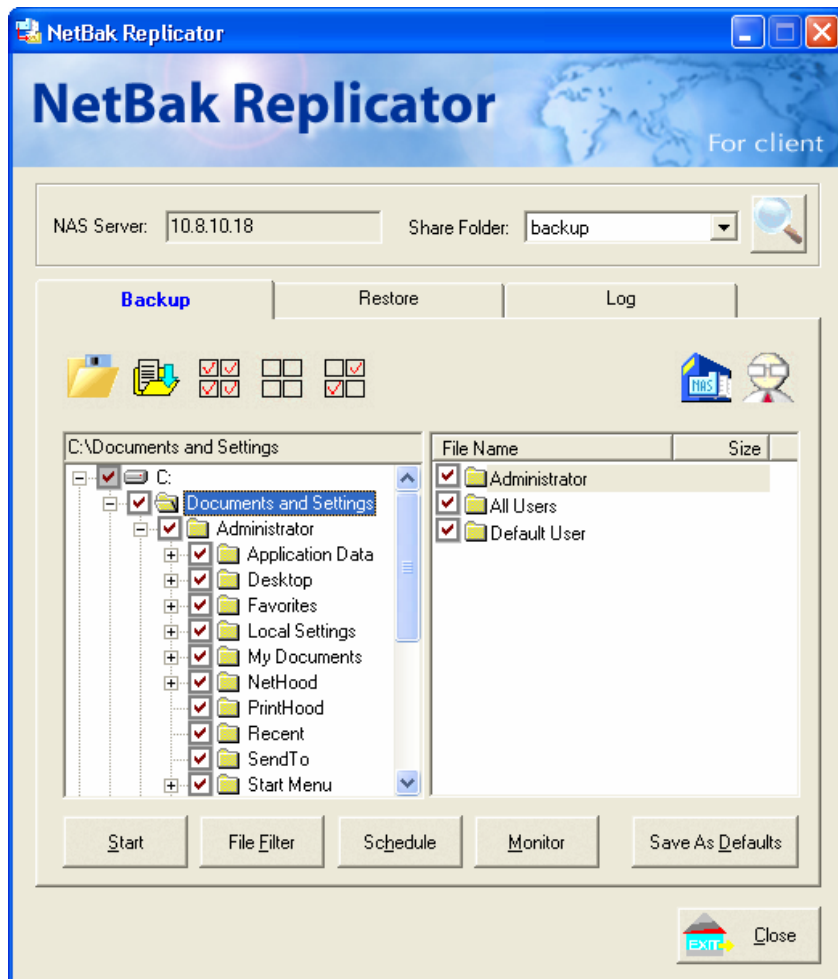 NetBak Replicator
NetBak Replicator
For client
NAS Server: 10.8.10.18 Share Folder: backup
Backup Restore Log
NAS
C:\Documents and Settings
C:
Documents and Settings
Administrator
Application Data
Desktop
Favorites
Local Settings
My Documents
NetHood
PrintHood
Recent
SendTo
Start Menu
File Name Size
Administrator
All Users
Default User
Start File Filter Schedule Monitor Save As Defaults
EXIT Close